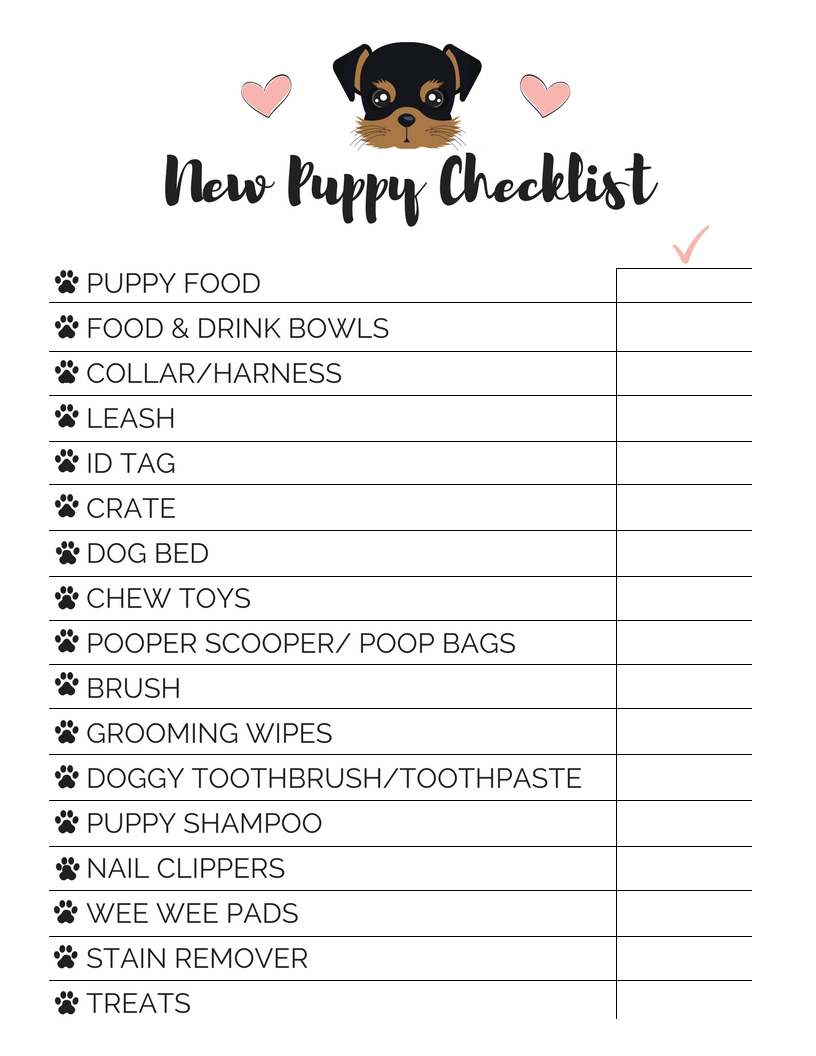 New Puppy Checklist
PUPPY FOOD
FOOD & DRINK BOWLS
COLLAR/HARNESS
LEASH
ID TAG
CRATE
DOG BED
CHEW TOYS
POOPER SCOOPER/ POOP BAGS
BRUSH
GROOMING WIPES
DOGGY TOOTHBRUSH/TOOTHPASTE
PUPPY SHAMPOO
NAIL CLIPPERS
WEE WEE PADS
STAIN REMOVER
TREATS